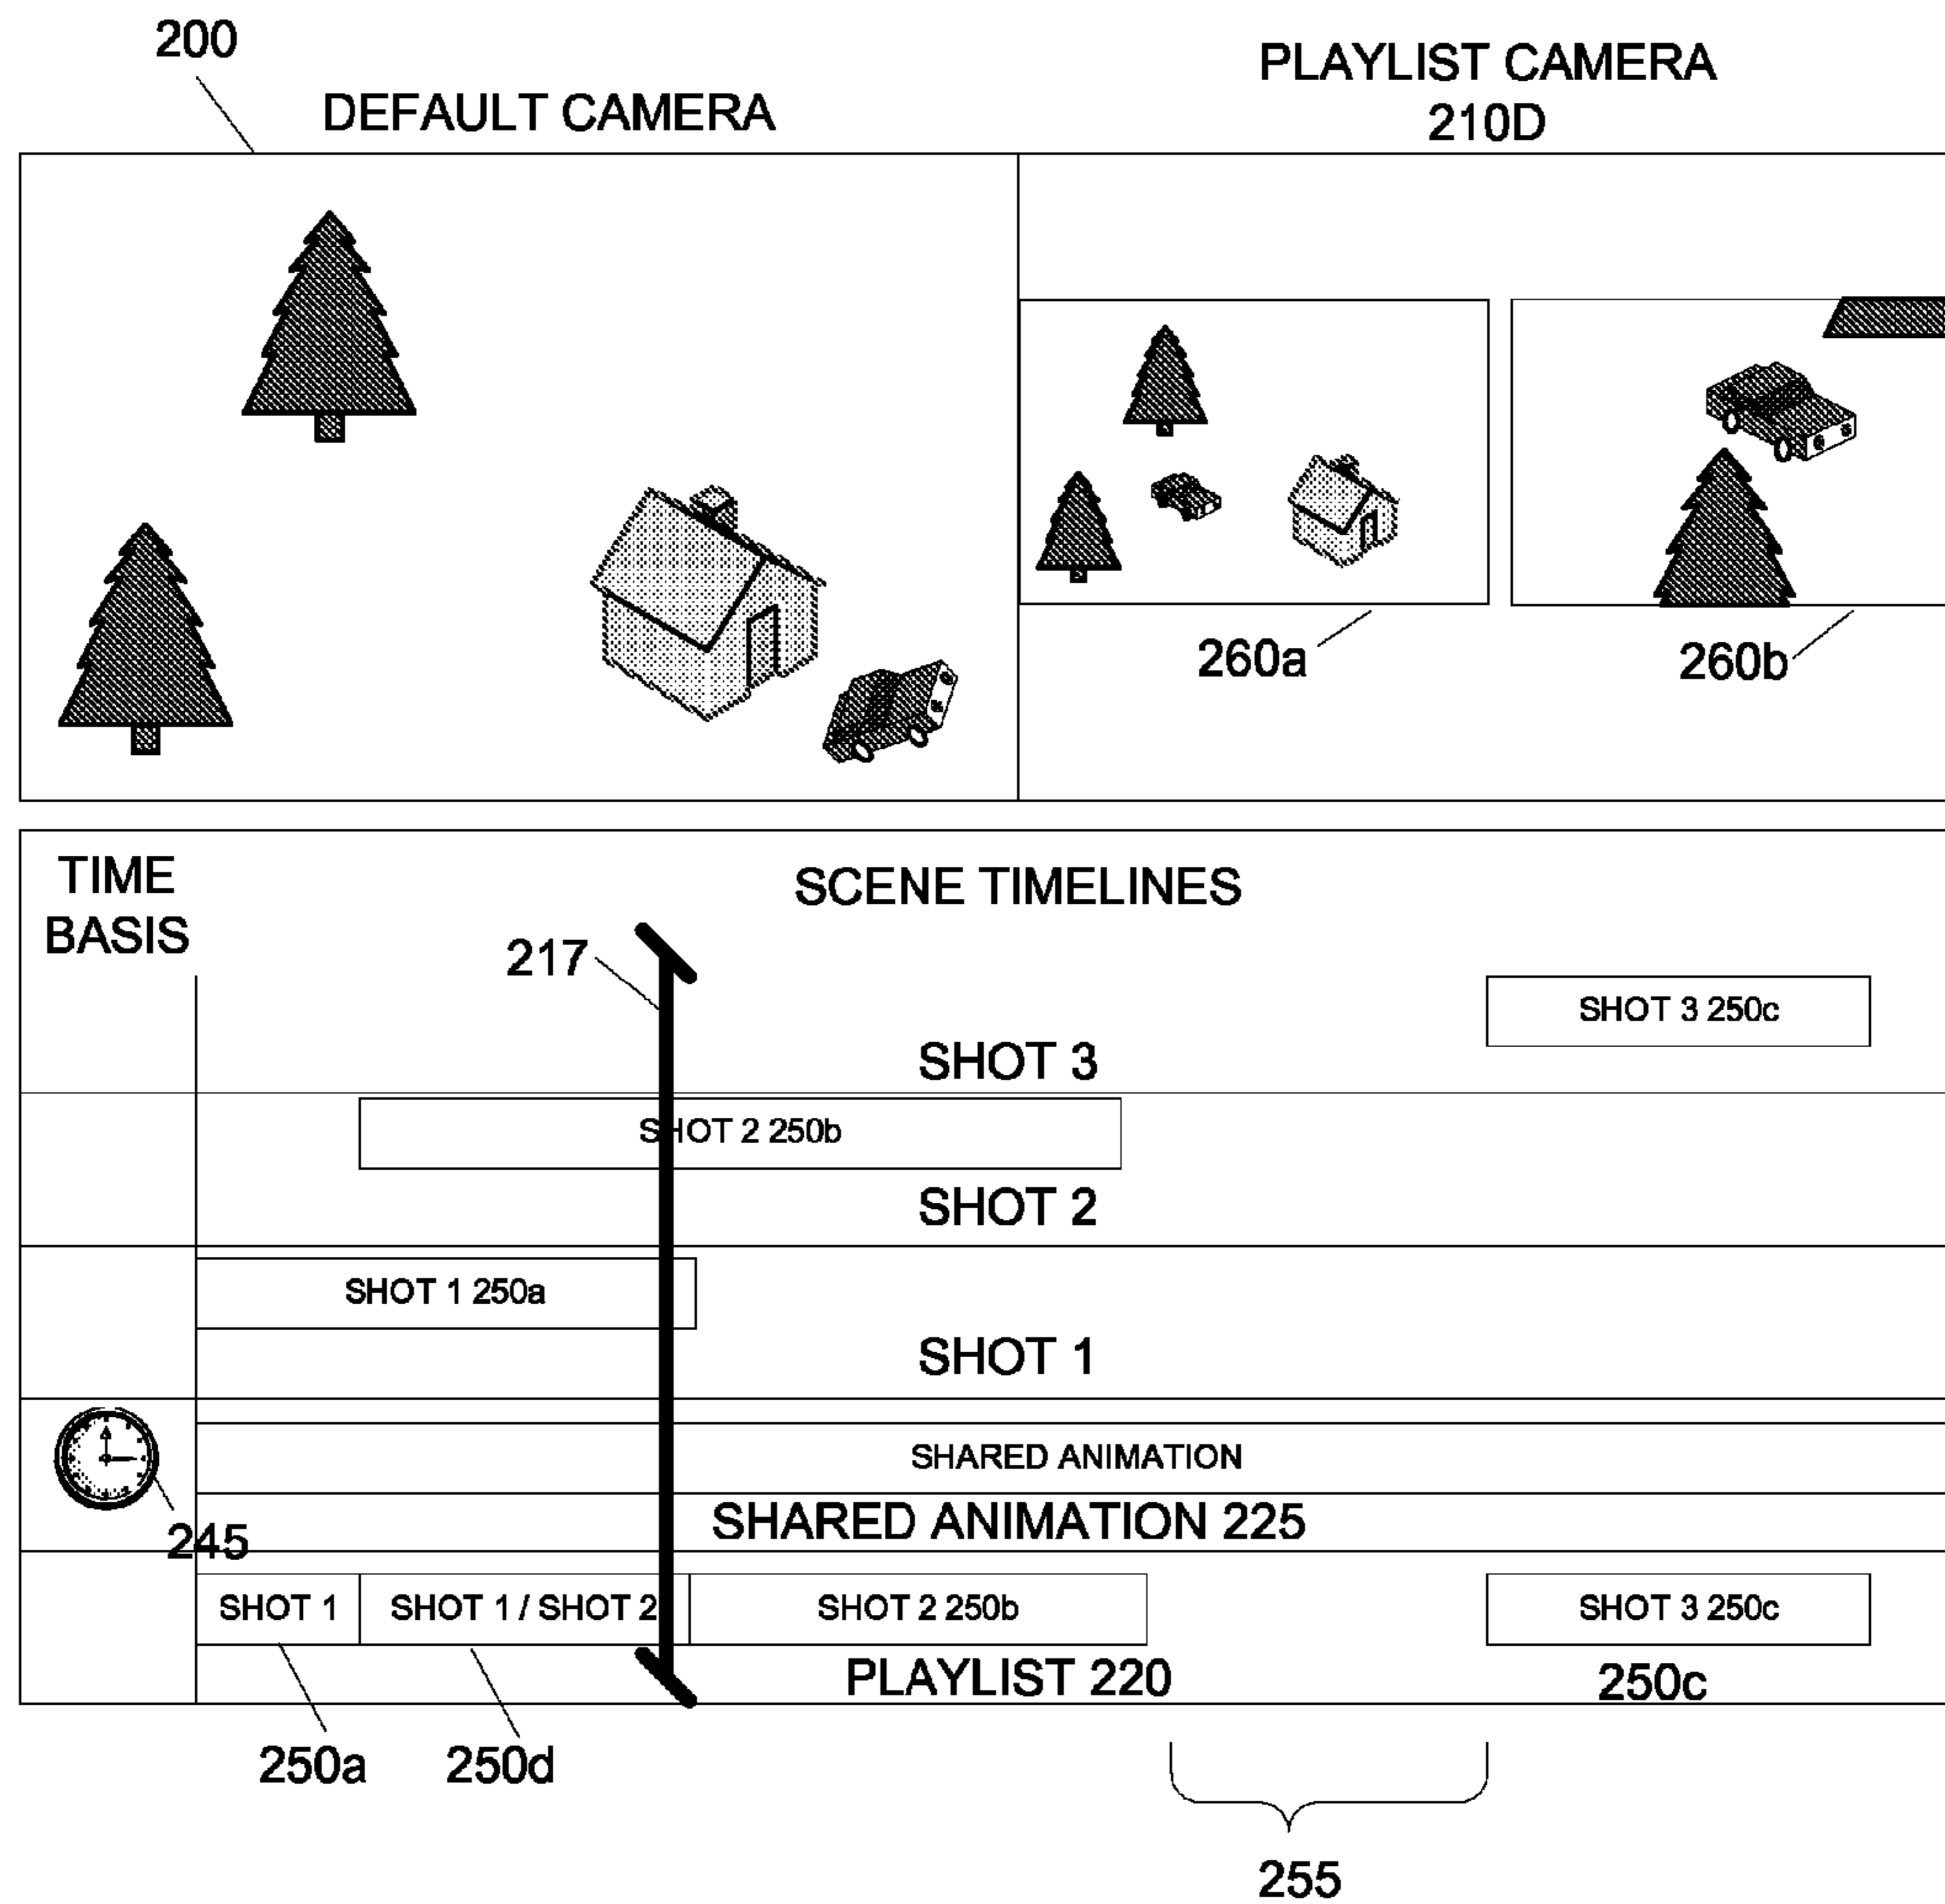 200
DEFAULT CAMERA
PLAYLIST CAMERA
210D
260a
260b
TIME
BASIS
SCENE TIMELINES
217
SHOT 3 250c
SHOT 3
SHOT 2 250b
SHOT 2
SHOT 1 250a
SHOT 1
SHARED ANIMATION
SHARED ANIMATION 225
245
SHOT 1
SHOT 1 / SHOT 2
SHOT 2 250b
SHOT 3 250c
PLAYLIST 220
250c
250a
250d
255